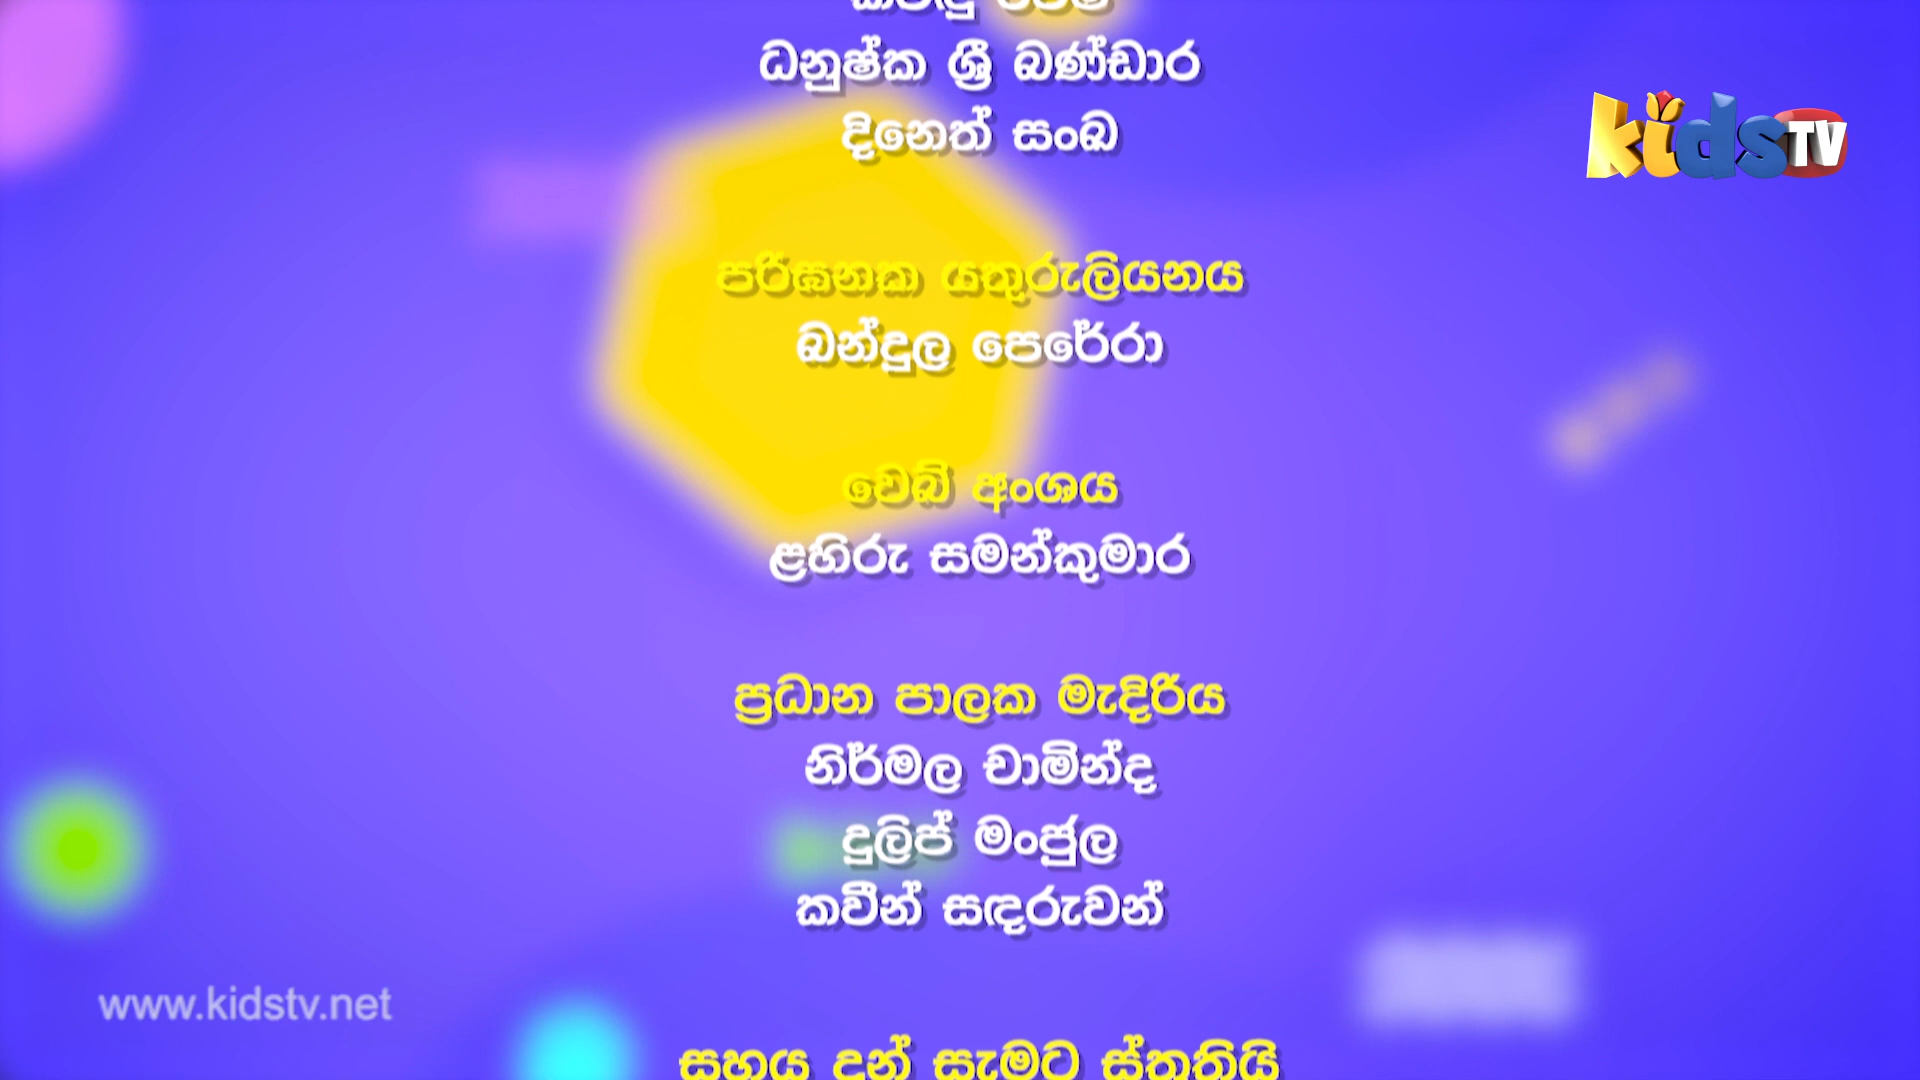 ධනුෂ්ක ශ්‍රී බණ්ඩාර
දිනෙත් සංඛ
kidsTV
පරිඝනක යතුරුලියනය
බන්දුල පෙරේරා
වෙබ් අංශය
ළහිරු සමන්කුමාර
ප්‍රධාන පාලක මැදිරිය
නිර්මල චාමින්ද
දුලිප් මංජුල
කවීන් සඳරුවන්
www.kidstv.net
සහය දුන් සැමට ස්තුතියි